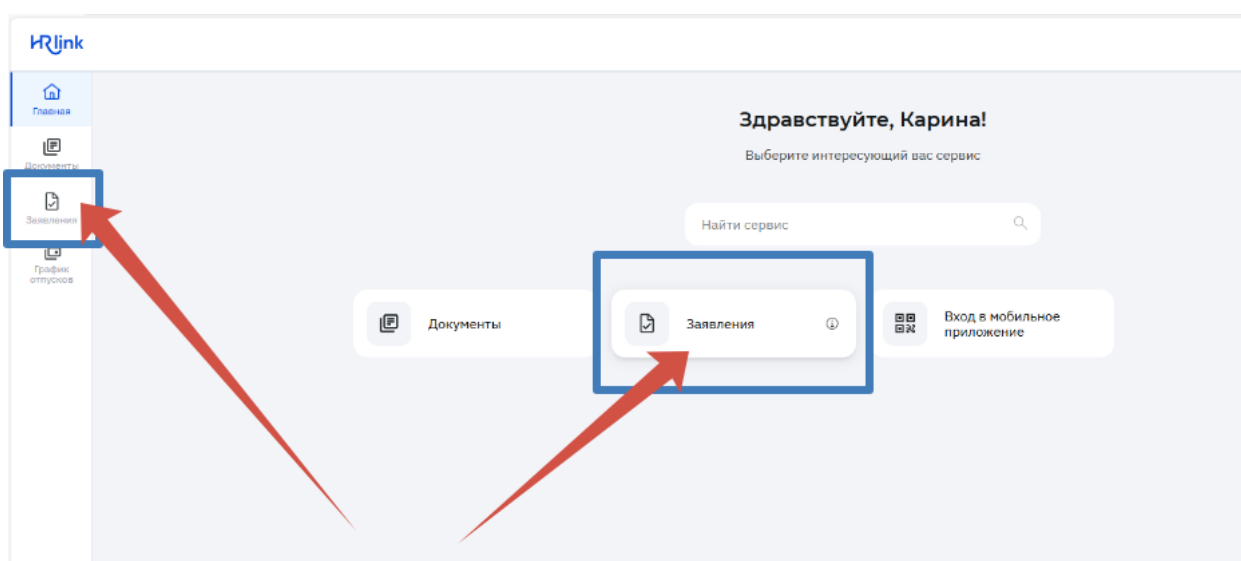 HRlink
Главная
Документы
Заявления
График
отпусков
Здравствуйте, Карина!
Выберите интересующий вас сервис
Найти сервис
Документы
Заявления
Вход в мобильное
приложение